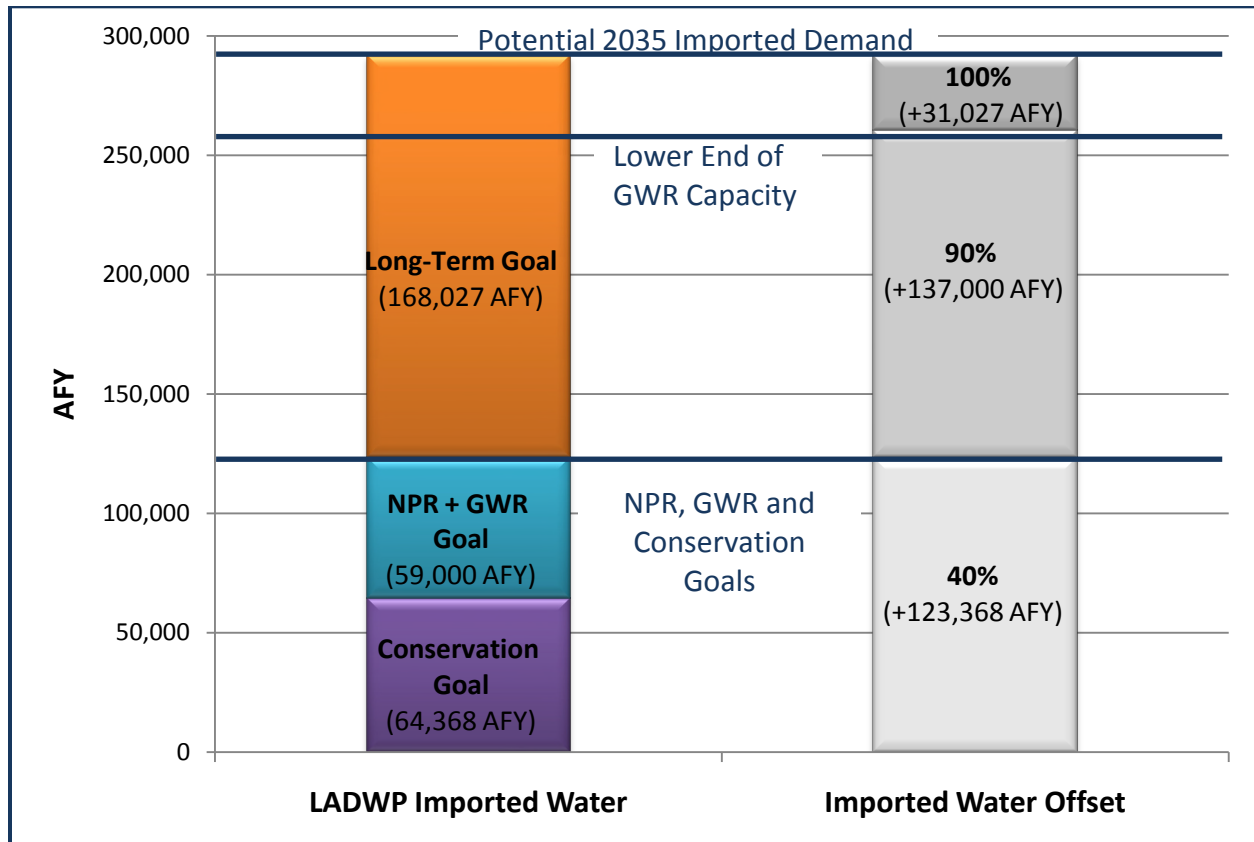 300,000
250,000
200,000
150,000
100,000
50,000
0
AFY
Potential 2035 Imported Demand
Lower End of
GWR Capacity
NPR, GWR and
Conservation
Goals
Long-Term Goal
(168,027 AFY)
NPR + GWR
Goal
(59,000 AFY)
Conservation
Goal
(64,368 AFY)
100%
(+31,027 AFY)
90%
(+137,000 AFY)
40%
(+123,368 AFY)
LADWP Imported Water
Imported Water Offset